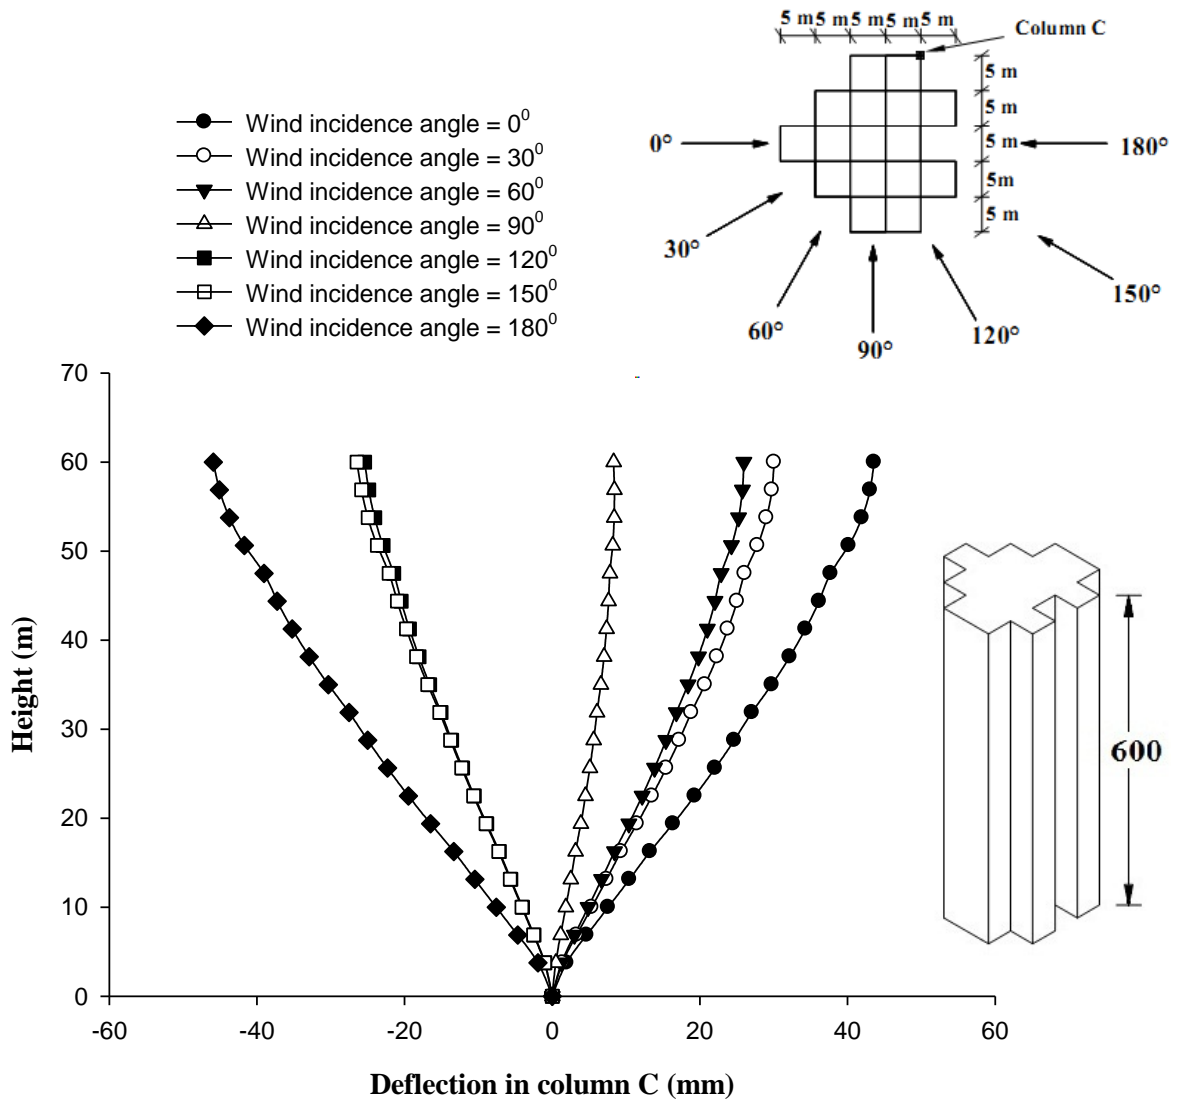 5 m 5 m 5 m 5 m 5 m
Column C
5 m
5 m
5 m
5m
5 m
0°
180°
30°
150°
60°
120°
90°
Wind incidence angle = 0⁰
Wind incidence angle = 30⁰
Wind incidence angle = 60⁰
Wind incidence angle = 90⁰
Wind incidence angle = 120⁰
Wind incidence angle = 150⁰
Wind incidence angle = 180⁰
70
60
50
40
30
20
10
0
Height (m)
-60 -40 -20 0 20 40 60
Deflection in column C (mm)
600